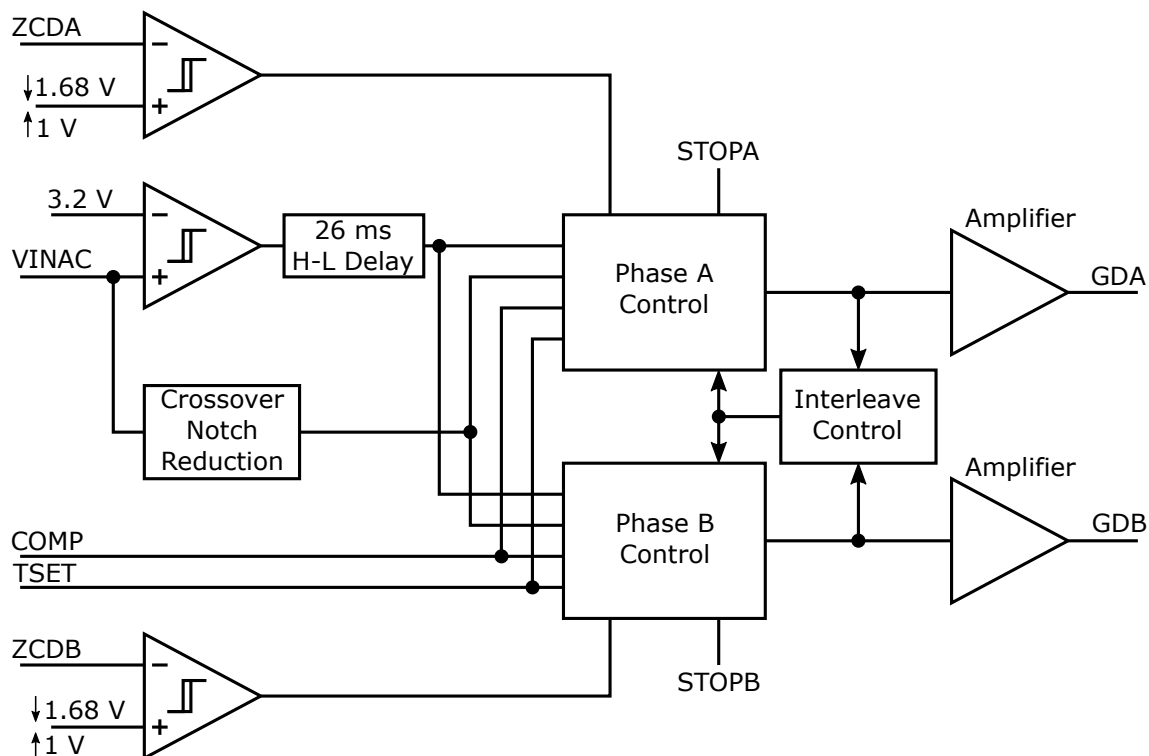 ZCDA
−
1.68 V
+
1 V
STOPA
3.2 V
−
VINAC
+
26 ms
H-L Delay
Phase A
Control
Amplifier
GDA
Crossover
Notch
Reduction
Interleave
Control
Amplifier
Phase B
Control
GDB
COMP
TSET
ZCDB
−
STOPB
1.68 V
+
1 V